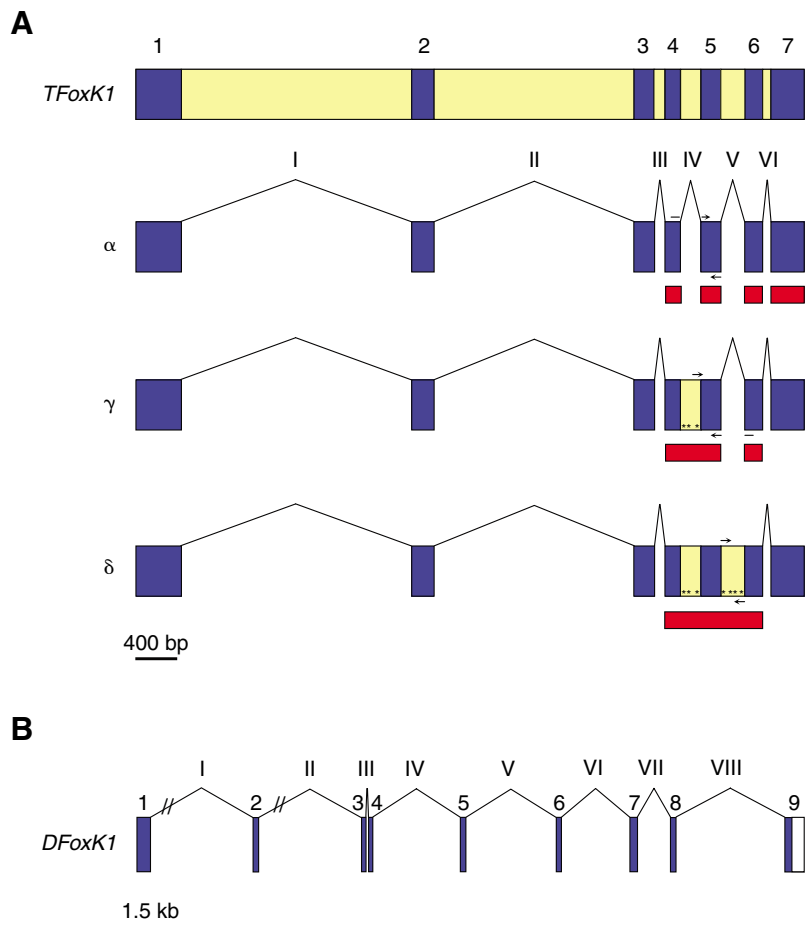 A
1 2 3 4 5 6 7
TFoxK1
I II III IV V VI
α
γ
** *
δ
** * * ** *
400 bp
B
I II III IV V VI VII VIII
1 // 2 // 3 4 5 6 7 8 9
DFoxK1
1.5 kb